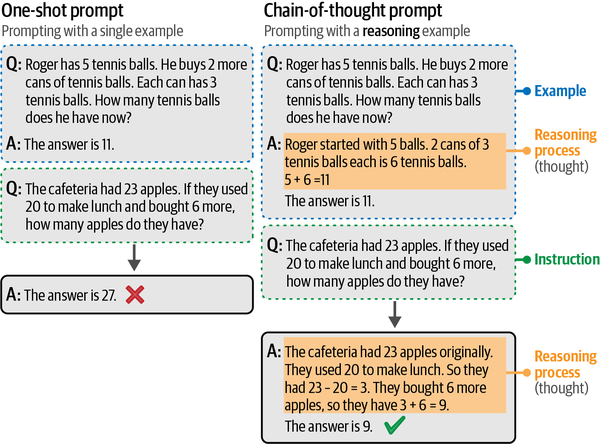 One-shot prompt
Prompting with a single example
Q: Roger has 5 tennis balls. He buys 2 more
cans of tennis balls. Each can has 3
tennis balls. How many tennis balls
does he have now?
A: The answer is 11.
Q: The cafeteria had 23 apples. If they used
20 to make lunch and bought 6 more,
how many apples do they have?
A: The answer is 27.
Chain-of-thought prompt
Prompting with a reasoning example
Q: Roger has 5 tennis balls. He buys 2 more
cans of tennis balls. Each can has 3
tennis balls. How many tennis balls
does he have now?
Example
A: Roger started with 5 balls. 2 cans of 3
tennis balls each is 6 tennis balls.
5 + 6 =11
The answer is 11.
Reasoning
process
(thought)
Q: The cafeteria had 23 apples. If they used
20 to make lunch and bought 6 more,
how many apples do they have?
Instruction
A: The cafeteria had 23 apples originally.
They used 20 to make lunch. So they
had 23 – 20 = 3. They bought 6 more
apples, so they have 3 + 6 = 9.
The answer is 9.
Reasoning
process
(thought)